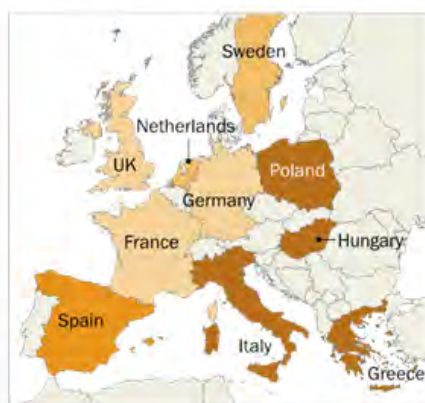 Sweden
Netherlands
UK
Poland
Germany
France
Hungary
Spain
Italy
Greece